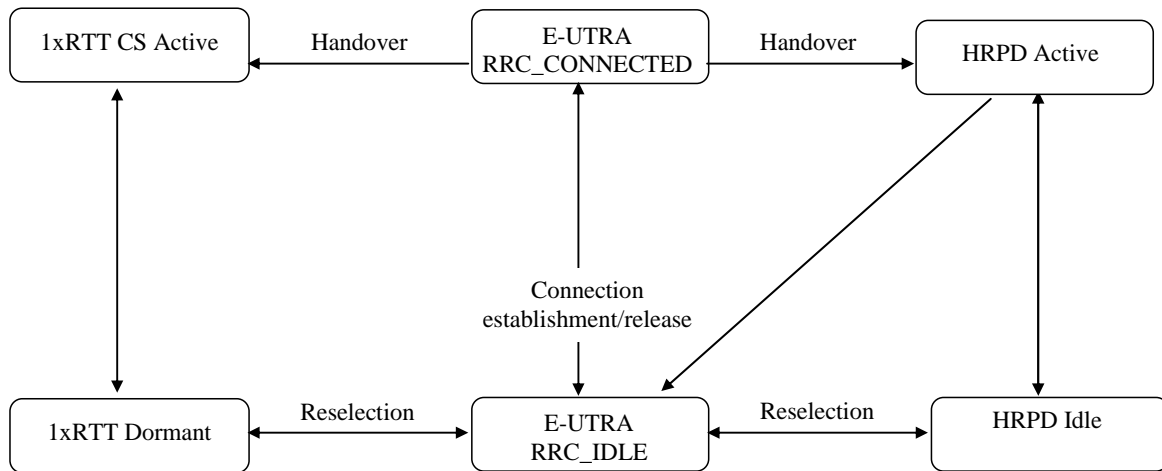 1xRTT CS Active
Handover
E-UTRA
RRC_CONNECTED
Handover
HRPD Active
Connection
establishment/release
1xRTT Dormant
Reselection
E-UTRA
RRC_IDLE
Reselection
HRPD Idle